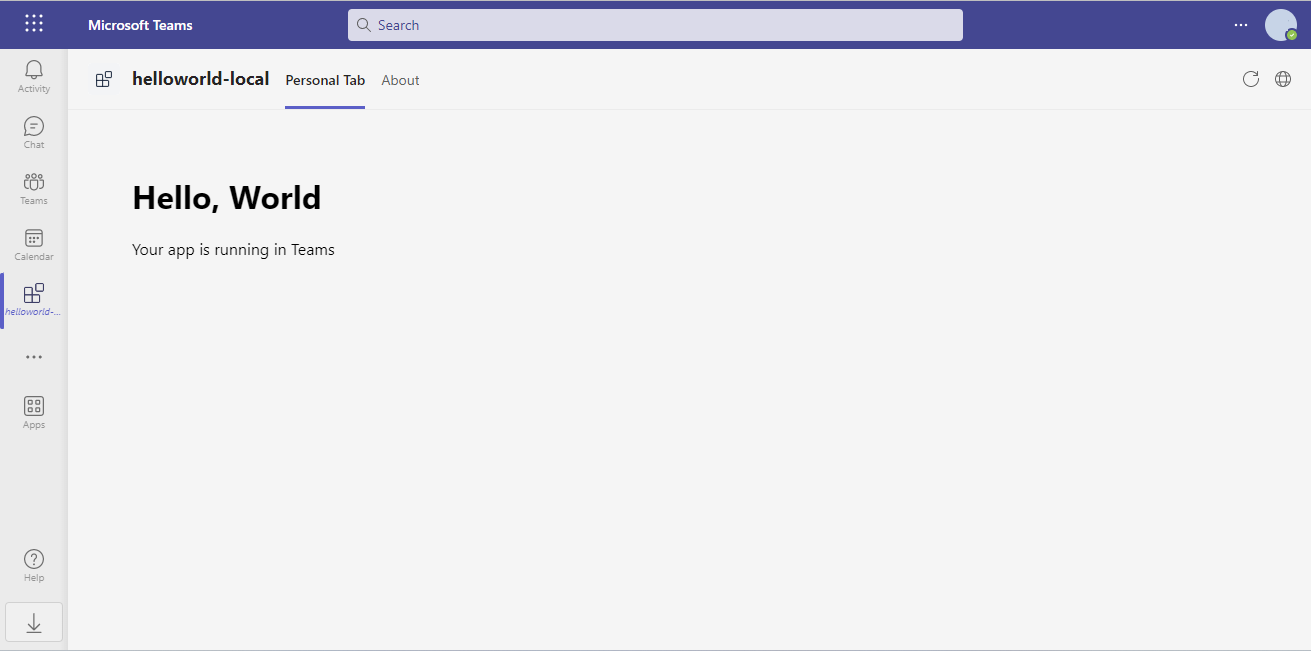 Microsoft Teams
Search
Activity
Chat
Teams
Calendar
helloworld-...
Apps
Help
helloworld-local Personal Tab About
Hello, World
Your app is running in Teams